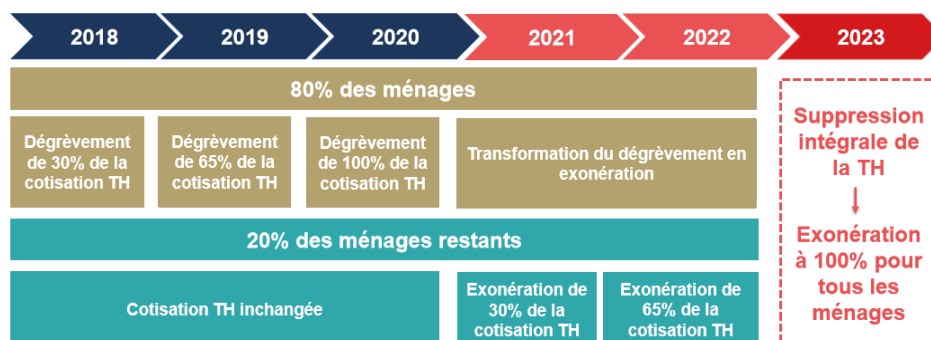 2018
2019
2020
2021
2022
2023
80% des ménages
Dégrèvement
de 30% de la
cotisation TH
Dégrèvement
de 65% de la
cotisation TH
Dégrèvement
de 100% de la
cotisation TH
Transformation du dégrèvement en
exonération
20% des ménages restants
Cotisation TH inchangée
Exonération de
30% de la
cotisation TH
Exonération de
65% de la
cotisation TH
Suppression
intégrale de
la TH
Exonération
à 100% pour
tous les
ménages